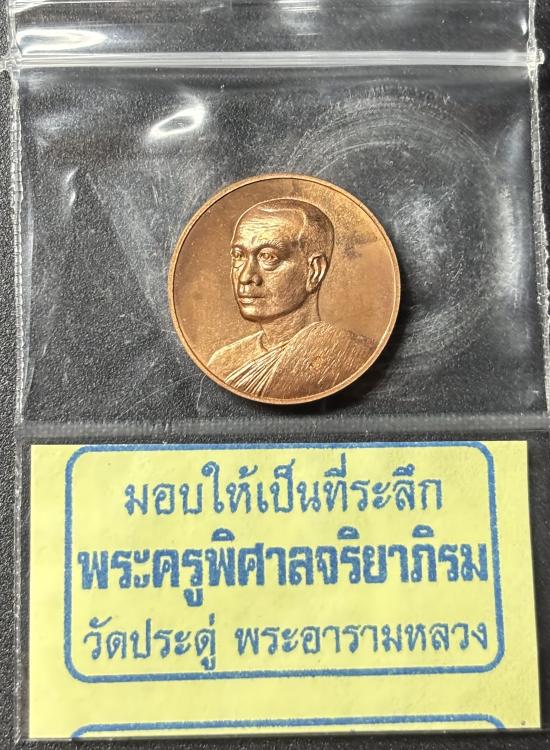 มอบให้เป็นที่ระลึก
พระครูพิศาลจริยาภิรม
วัดประดู่ พระอารามหลวง